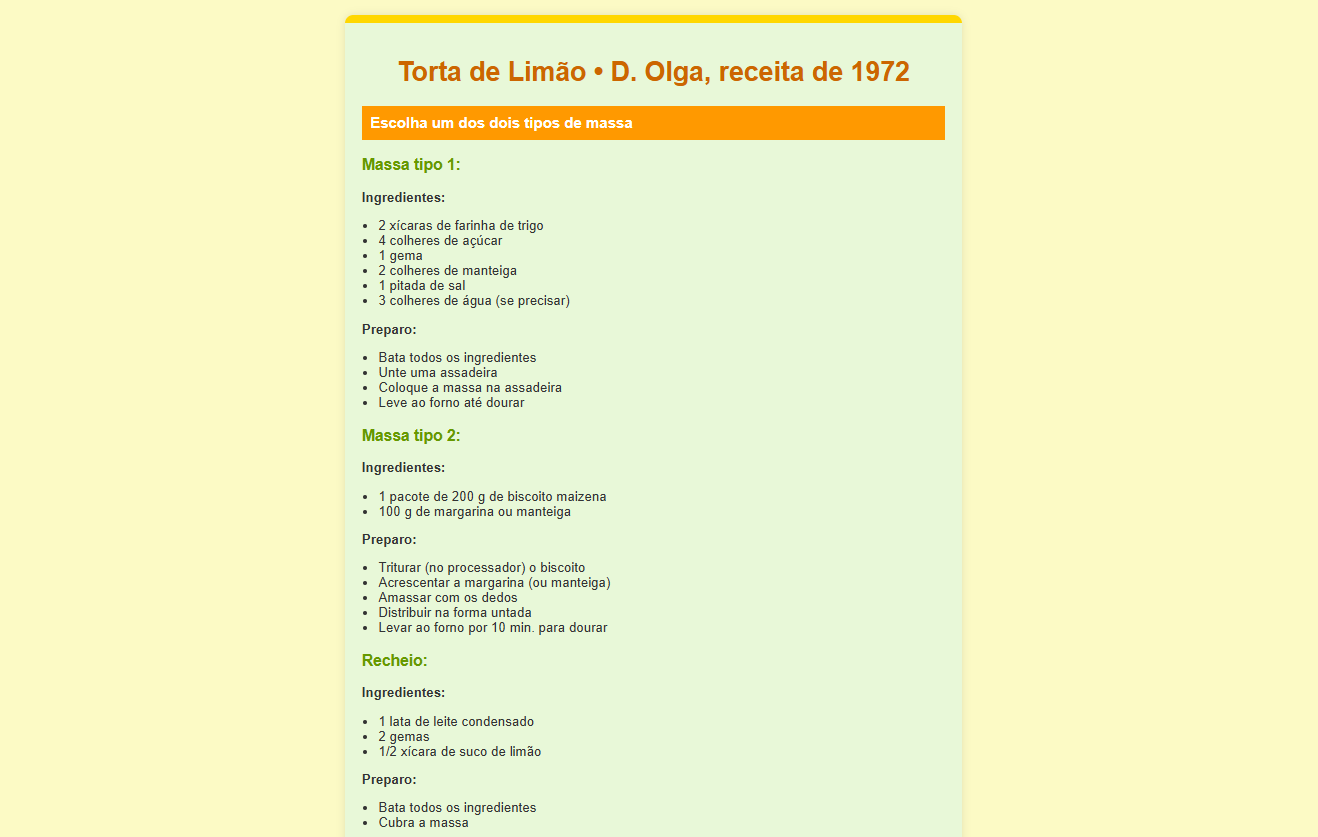 Torta de Limão • D. Olga, receita de 1972
Escolha um dos dois tipos de massa
Massa tipo 1:
Ingredientes:
• 2 xícaras de farinha de trigo
• 4 colheres de açúcar
• 1 gema
• 2 colheres de manteiga
• 1 pitada de sal
• 3 colheres de água (se precisar)
Preparo:
• Bata todos os ingredientes
• Unte uma assadeira
• Coloque a massa na assadeira
• Leve ao forno até dourar
Massa tipo 2:
Ingredientes:
• 1 pacote de 200 g de biscoito maizena
• 100 g de margarina ou manteiga
Preparo:
• Triturar (no processador) o biscoito
• Acrescentar a margarina (ou manteiga)
• Amassar com os dedos
• Distribuir na forma untada
• Levar ao forno por 10 min. para dourar
Recheio:
Ingredientes:
• 1 lata de leite condensado
• 2 gemas
• 1/2 xícara de suco de limão
Preparo:
• Bata todos os ingredientes
• Cubra a massa